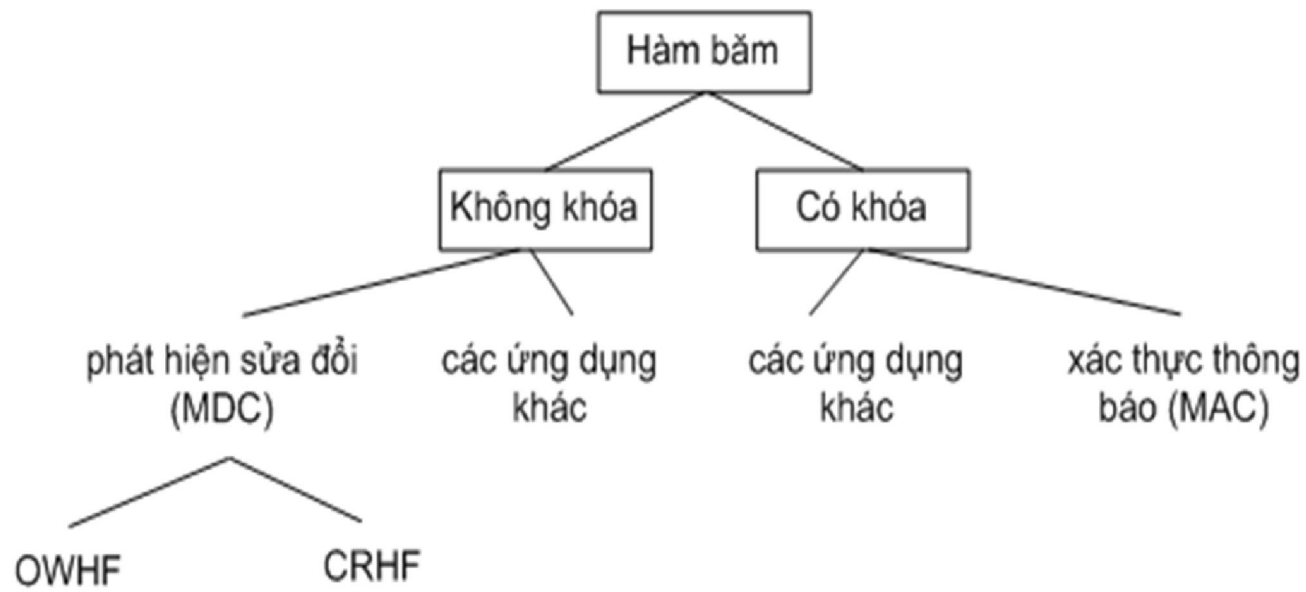 Hàm băm
Không khóa
Có khóa
phát hiện sửa đổi
(MDC)
các ứng dụng
khác
các ứng dụng
khác
xác thực thông
báo (MAC)
OWHF
CRHF